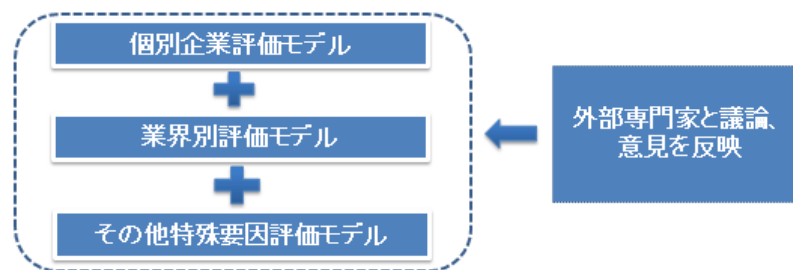 個別企業評価モデル
業界別評価モデル
その他特殊要因評価モデル
外部専門家と議論、
意見を反映